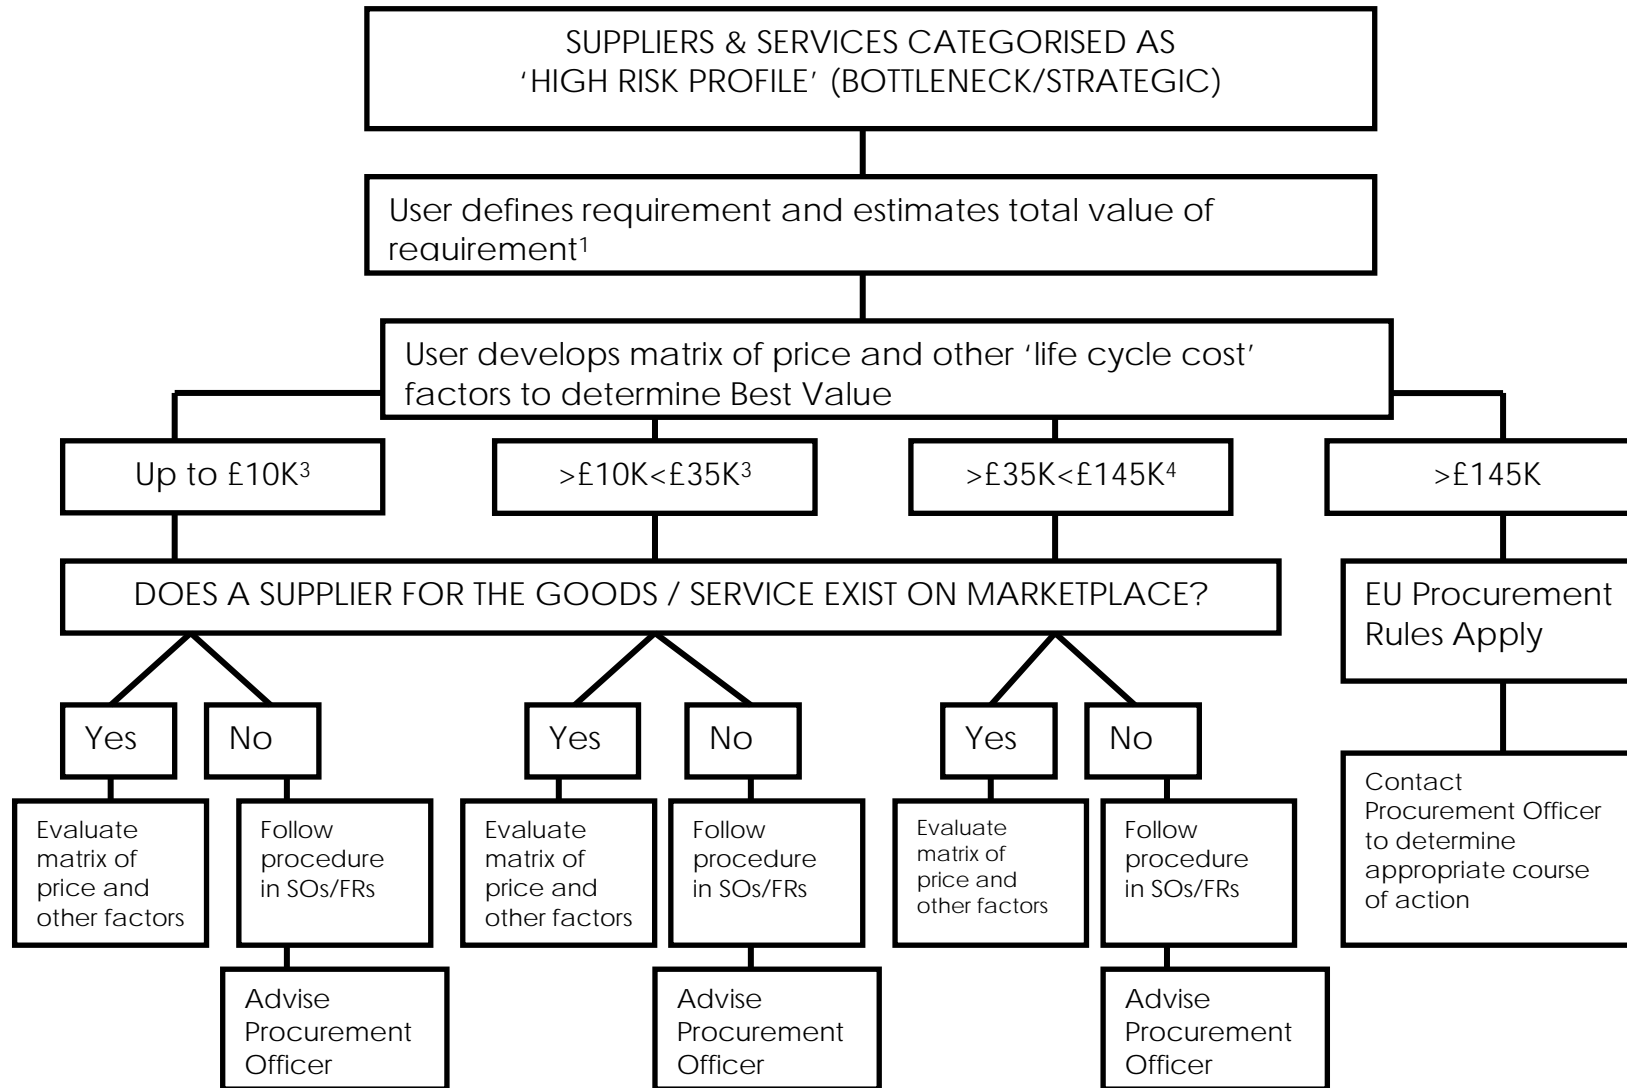 SUPPLIERS & SERVICES CATEGORISED AS
‘HIGH RISK PROFILE’ (BOTTLENECK/STRATEGIC)
User defines requirement and estimates total value of
requirement¹
User develops matrix of price and other ‘life cycle cost’
factors to determine Best Value
Up to £10K³
>£10K<£35K³
>£35K<£145K⁴
>£145K
DOES A SUPPLIER FOR THE GOODS / SERVICE EXIST ON MARKETPLACE?
EU Procurement
Rules Apply
Yes
No
Yes
No
Yes
No
Evaluate
matrix of
price and
other factors
Follow
procedure
in SOs/FRs
Evaluate
matrix of
price and
other factors
Follow
procedure
in SOs/FRs
Evaluate
matrix of
price and
other factors
Follow
procedure
in SOs/FRs
Contact
Procurement Officer
to determine
appropriate course
of action
Advise
Procurement
Officer
Advise
Procurement
Officer
Advise
Procurement
Officer